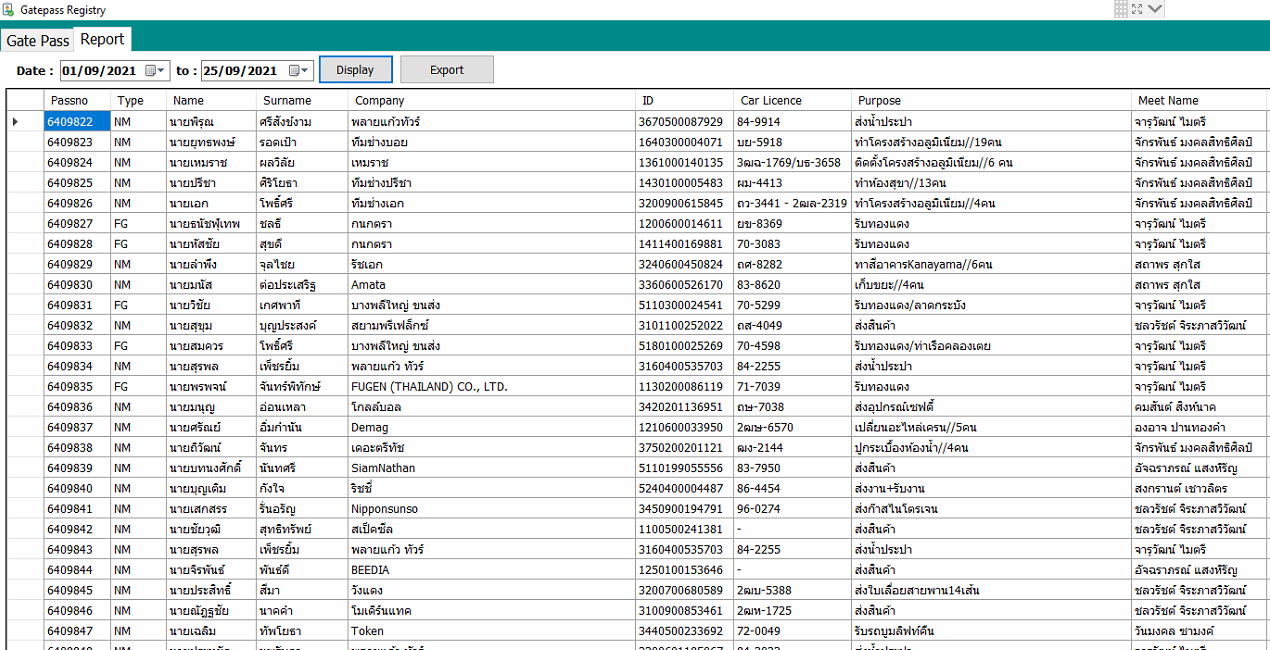 Gatepass Registry
Gate Pass Report
Date : 01/09/2021 to : 25/09/2021 Display Export
Passno Type Name Surname Company ID Car Licence Purpose Meet Name
6409822 NM นายพิรุณ ศรีสังข์งาม พลายแก้วทัวร์ 3670500087929 84-9914 ส่งน้ำประปา จารุวัฒน์ ไมตรี
6409823 NM นายยุทธพงษ์ รอดเป้า ทีมช่างบอย 1640300004071 บย-5918 ทำโครงสร้างอลูมิเนียม//19คน จักรพันธ์ มงคลสิทธิศิลป์
6409824 NM นายเหมราช ผลวิลัย เหมราช 1361000140135 3ฒฉ-1769/บธ-3658 ติดตั้งโครงสร้างอลูมิเนียม//6 คน จักรพันธ์ มงคลสิทธิศิลป์
6409825 NM นายปรีชา ศิริโยธา ทีมช่างปรีชา 1430100005483 ผม-4413 ทำห้องสุขา//13คน จักรพันธ์ มงคลสิทธิศิลป์
6409826 NM นายเอก โพธิ์ศรี ทีมช่างเอก 3200900615845 ถว-3441 - 2ฒล-2319 ทำโครงสร้างอลูมิเนียม//4คน จักรพันธ์ มงคลสิทธิศิลป์
6409827 FG นายธนัชพุ์เทพ ชลธี กนกตรา 1200600014611 ยข-8369 รับทองแดง จารุวัฒน์ ไมตรี
6409828 FG นายหัสชัย สุขดี กนกตรา 1411400169881 70-3083 รับทองแดง จารุวัฒน์ ไมตรี
6409829 NM นายลำพึง จุลไชย รัชเอก 3240600450824 ถศ-8282 ทาสีอาคารKanayama//6คน สถาพร สุกใส
6409830 NM นายมนัส ต่อประเสริฐ Amata 3360600526170 83-8620 เก็บขยะ//4คน สถาพร สุกใส
6409831 FG นายวิชัย เกศพาที บางพลีใหญ่ ขนส่ง 5110300024541 70-5299 รับทองแดง/ลาดกระบัง จารุวัฒน์ ไมตรี
6409832 NM นายสุขุม บุญประสงค์ สยามพรีเฟล็กซ์ 3101100252022 ถส-4049 ส่งสินค้า ชลวรัชต์ จิระภาสวิวัฒน์
6409833 FG นายสมควร โพธิ์ศรี บางพลีใหญ่ ขนส่ง 5180100025269 70-4598 รับทองแดง/ท่าเรือคลองเตย จารุวัฒน์ ไมตรี
6409834 NM นายสุรพล เพ็ชรยิ้ม พลายแก้ว ทัวร์ 3160400535703 84-2255 ส่งน้ำประปา จารุวัฒน์ ไมตรี
6409835 FG นายพรพจน์ จันทร์พิทักษ์ FUGEN (THAILAND) CO., LTD. 1130200086119 71-7039 รับทองแดง จารุวัฒน์ ไมตรี
6409836 NM นายมนุญ อ่อนเหลา โกลล์บอล 3420201136951 ถษ-7038 ส่งอุปกรณ์เซฟตี้ คมสันต์ สิงห์นาค
6409837 NM นายศรัณย์ อิ่มกำนัน Demag 1210600033950 2ฒษ-6570 เปลี่ยนอะไหล่เครน//5คน องอาจ ปานทองคำ
6409838 NM นายถิวัฒน์ จันทร เดอะตรีทัช 3750200201121 ฒง-2144 ปูกระเบื้องห้องน้ำ//4คน จักรพันธ์ มงคลสิทธิศิลป์
6409839 NM นายบทนงศักดิ์ นันทศรี SiamNathan 5110199055556 83-7950 ส่งสินค้า อัจฉราภรณ์ แสงหิรัญ
6409840 NM นายบุญเติม กังใจ ริชชี่ 5240400004487 86-4454 ส่งงาน+รับงาน สงกรานต์ เชาวลิตร
6409841 NM นายเสกสรร รื่นอรัญ Nipponsunso 3450900194791 96-0274 ส่งก๊าสไนโตรเจน ชลวรัชต์ จิระภาสวิวัฒน์
6409842 NM นายชัยวุฒิ สุทธิทรัพย์ สเป็คซีล 1100500241381 - ส่งสินค้า ชลวรัชต์ จิระภาสวิวัฒน์
6409843 NM นายสุรพล เพ็ชรยิ้ม พลายแก้ว ทัวร์ 3160400535703 84-2255 ส่งน้ำประปา จารุวัฒน์ ไมตรี
6409844 NM นายจิรพันธ์ พันธ์ดี BEEDIA 1250100153646 - ส่งสินค้า อัจฉราภรณ์ แสงหิรัญ
6409845 NM นายประสิทธิ์ สีมา วังแดง 3200700680589 2ฒบ-5388 ส่งใบเลื่อยสายพาน14เส้น ชลวรัชต์ จิระภาสวิวัฒน์
6409846 NM นายณัฏฐชัย นาคคำ โมเดิร์นแทค 3100900853461 2ฒห-1725 ส่งสินค้า ชลวรัชต์ จิระภาสวิวัฒน์
6409847 NM นายเฉลิม ทัพโยธา Token 3440500233692 72-0049 รับรถบูมลิฟท์คืน วันมงคล ชามงค์